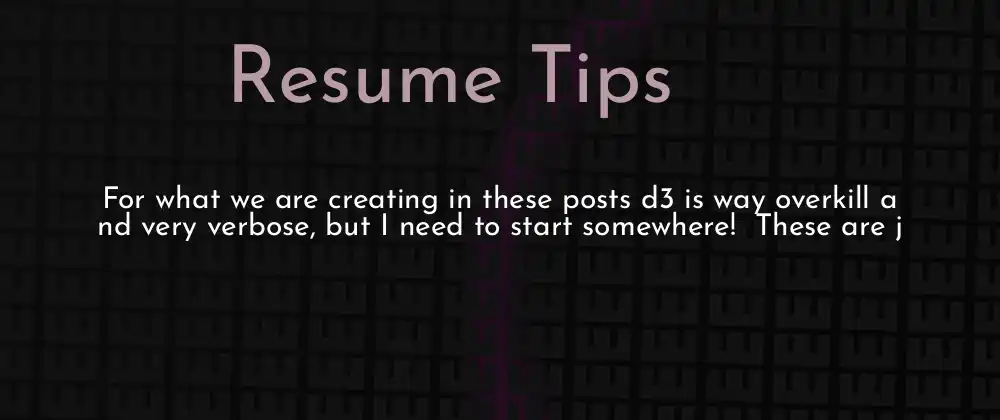 Resume Tips
For what we are creating in these posts d3 is way overkill a
nd very verbose, but I need to start somewhere!  These are j